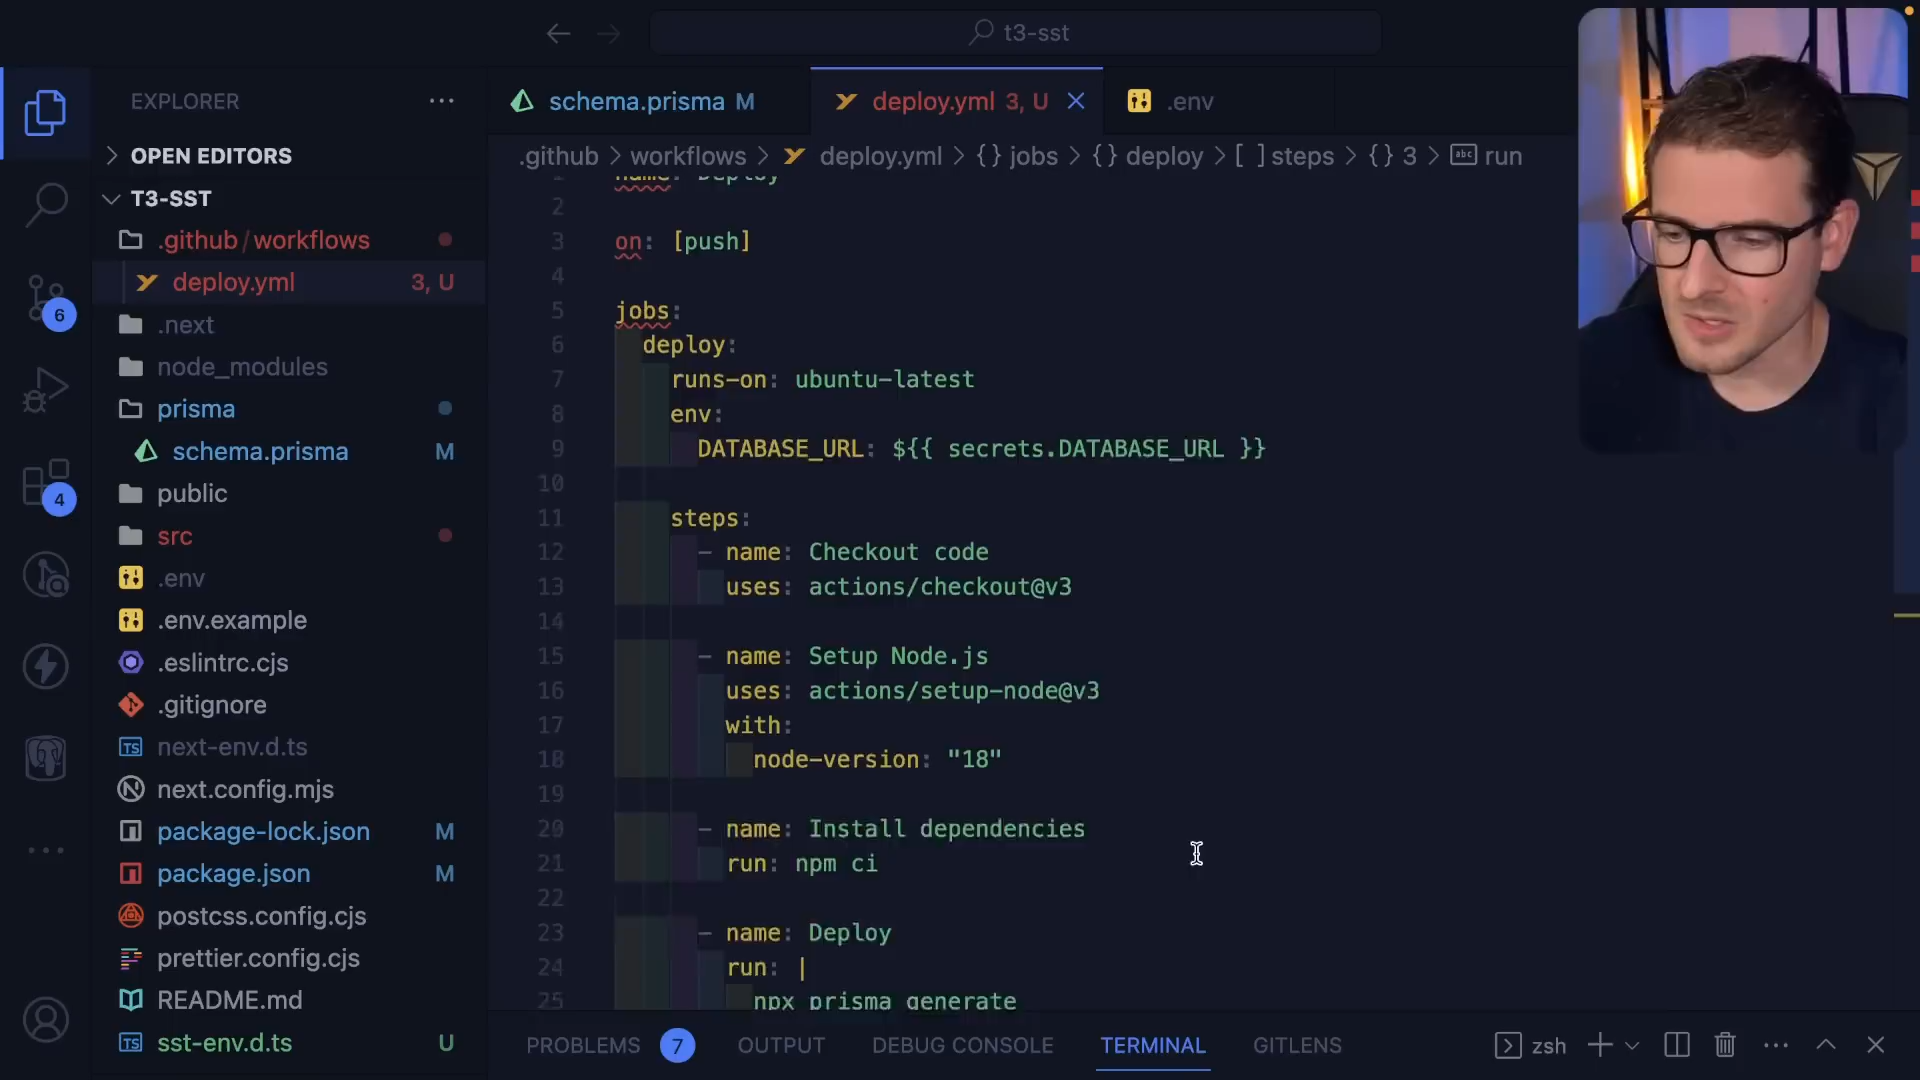 t3-sst
EXPLORER
OPEN EDITORS
T3-SST
.github/workflows
deploy.yml 3, U
.next
node_modules
prisma
schema.prisma M
public
src
.env
.env.example
.eslintrc.cjs
.gitignore
next-env.d.ts
next.config.mjs
package-lock.json M
package.json M
postcss.config.cjs
prettier.config.cjs
README.md
sst-env.d.ts U
6
4
schema.prisma M
deploy.yml 3, U
.env
.github > workflows > deploy.yml > {} jobs > {} deploy > [ ] steps > {} 3 > abc run
1 name: Deploy
2
3 on: [push]
4
5 jobs:
6 deploy:
7 runs-on: ubuntu-latest
8 env:
9 DATABASE_URL: ${{ secrets.DATABASE_URL }}
10
11 steps:
12 - name: Checkout code
13 uses: actions/checkout@v3
14
15 - name: Setup Node.js
16 uses: actions/setup-node@v3
17 with:
18 node-version: "18"
19
20 - name: Install dependencies
21 run: npm ci
22
23 - name: Deploy
24 run: |
25 npx prisma generate
PROBLEMS 7 OUTPUT DEBUG CONSOLE TERMINAL GITLENS zsh